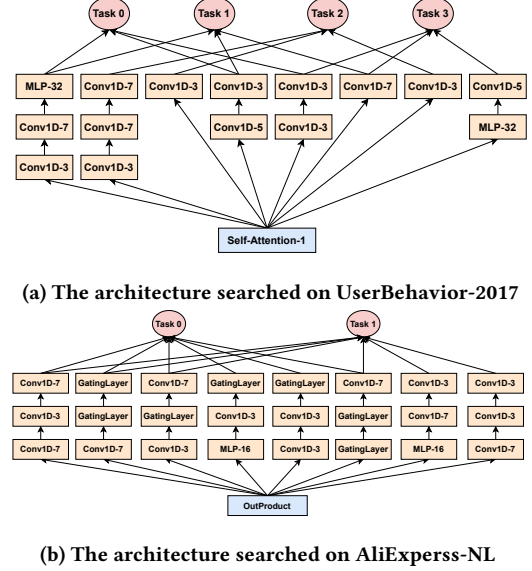 Task 0 Task 1 Task 2 Task 3
MLP-32 Conv1D-7 Conv1D-3 Conv1D-3 Conv1D-3 Conv1D-7 Conv1D-3 Conv1D-5
Conv1D-7 Conv1D-7 Conv1D-5 Conv1D-3 MLP-32
Conv1D-3 Conv1D-3
Self-Attention-1
(a) The architecture searched on UserBehavior-2017
Task 0 Task 1
Conv1D-7 GatingLayer Conv1D-7 GatingLayer GatingLayer Conv1D-7 Conv1D-3 Conv1D-3
Conv1D-3 GatingLayer GatingLayer Conv1D-3 Conv1D-3 GatingLayer Conv1D-7 Conv1D-3
Conv1D-7 Conv1D-7 Conv1D-3 MLP-16 Conv1D-3 GatingLayer MLP-16 Conv1D-7
OutProduct
(b) The architecture searched on AliExperss-NL